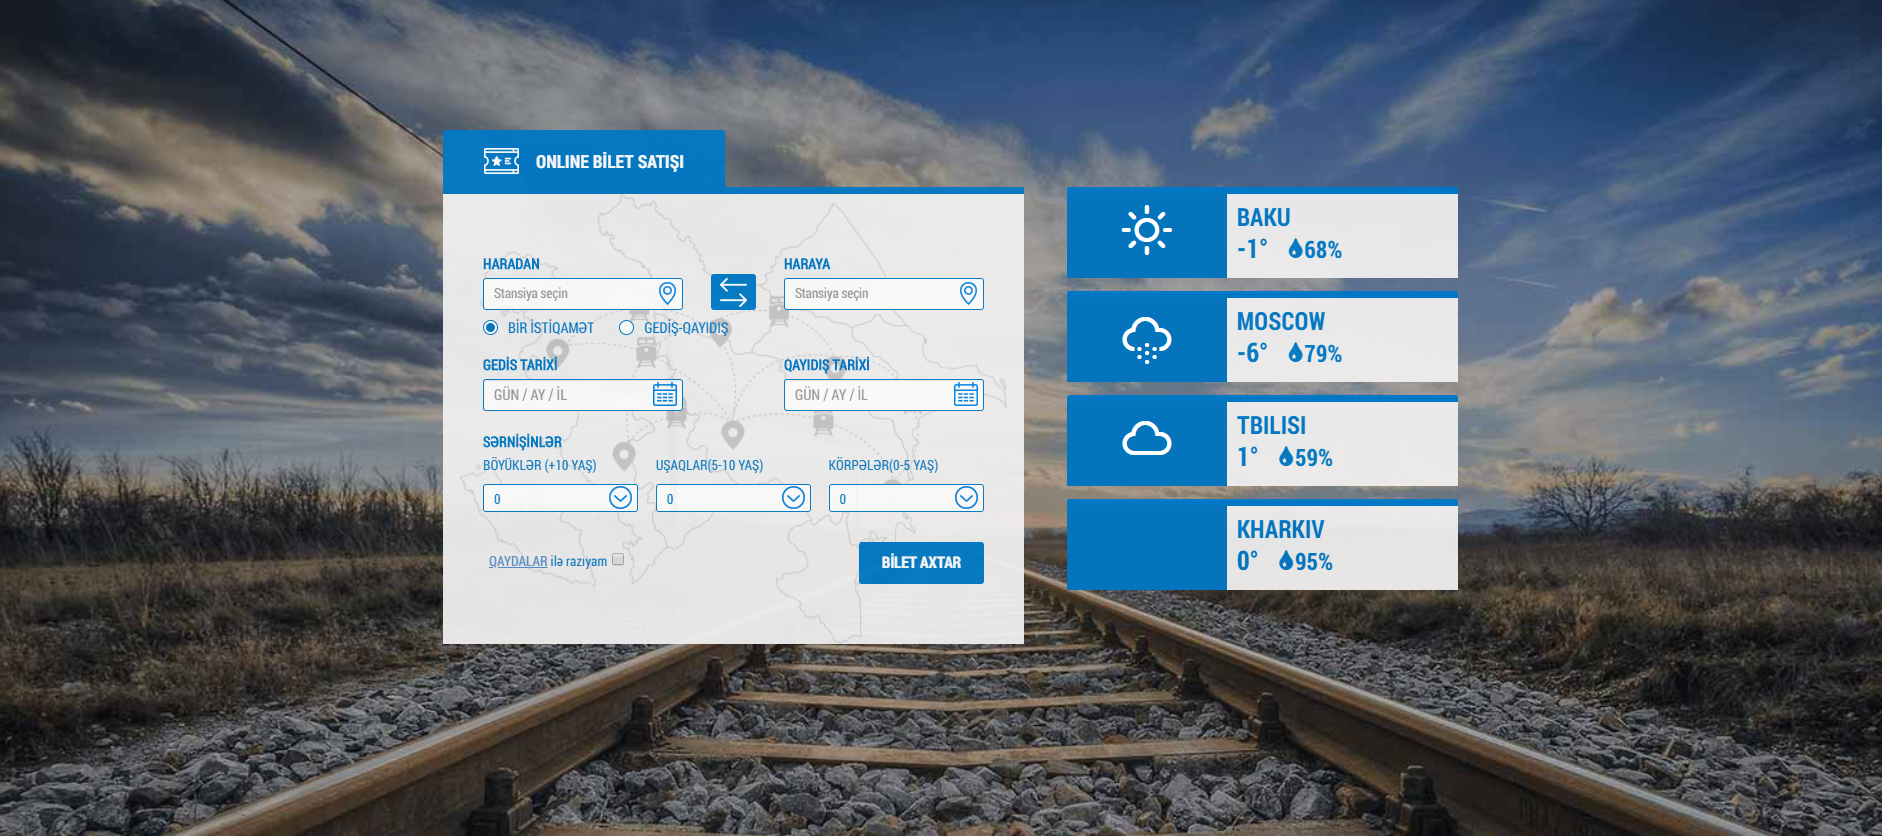 ONLINE BİLET SATIŞI
HARADAN
HARAYA
Stansiya seçin
Stansiya seçin
BİR İSTİQAMƏT
GEDİŞ-QAYIDIŞ
GEDİS TARİXİ
QAYIDIŞ TARİXİ
GÜN / AY / İL
GÜN / AY / İL
SƏRNİŞİNLƏR
BÖYÜKLƏR (+10 YAŞ)
UŞAQLAR(5-10 YAŞ)
KÖRPƏLƏR(0-5 YAŞ)
0
0
0
QAYDALAR ilə razıyam
BİLET AXTAR
BAKU
-1° 68%
MOSCOW
-6° 79%
TBILISI
1° 59%
KHARKIV
0° 95%